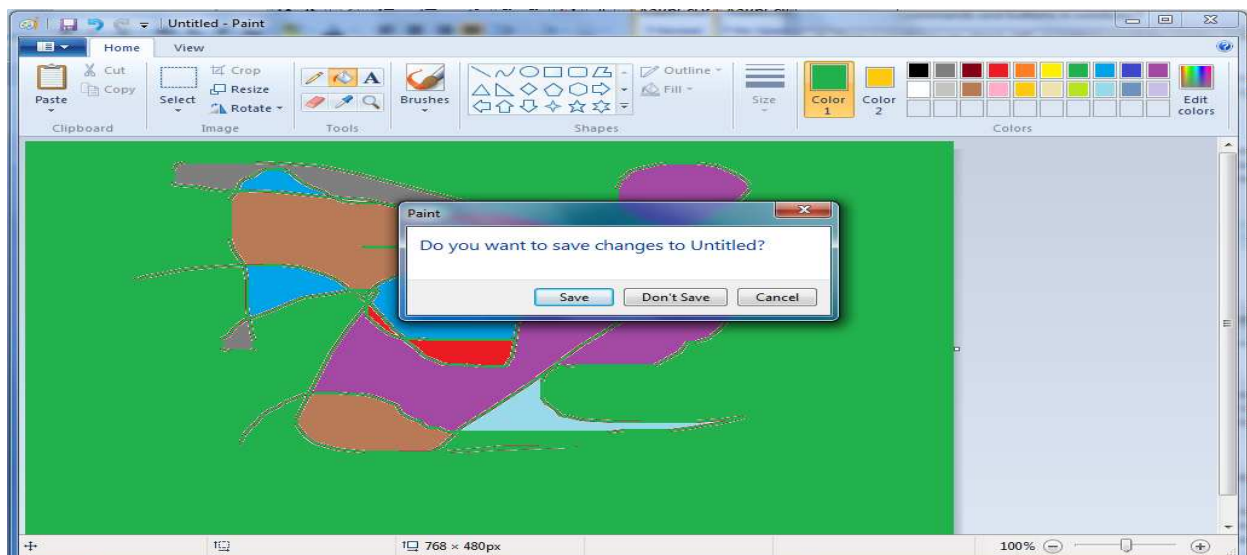 Untitled - Paint
Home View
Cut Crop Outline
Paste Copy Select Resize Brushes Fill Size Color 1 Color 2 Edit colors
Rotate A
Clipboard Image Tools Shapes Colors
Paint
Do you want to save changes to Untitled?
Save Don't Save Cancel
768 × 480px 100%